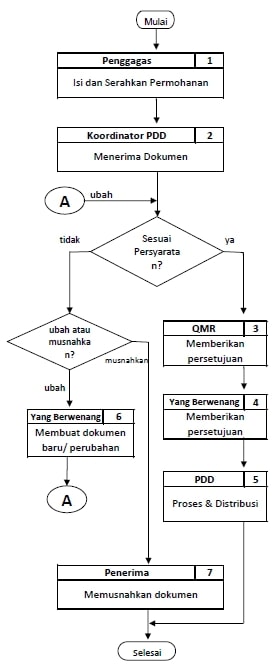 Mulai
Penggagas 1
Isi dan Serahkan Permohanan
Koordinator PDD 2
Menerima Dokumen
A
ubah
Sesuai
Persyarata
n?
tidak
ya
ubah atau
musnahka
n?
musnahkan
ubah
QMR 3
Memberikan
persetujuan
Yang Berwenang 4
Memberikan
persetujuan
Yang Berwenang 6
Membuat dokumen
baru/ perubahan
A
PDD 5
Proses & Distribusi
Penerima 7
Memusnahkan dokumen
Selesai